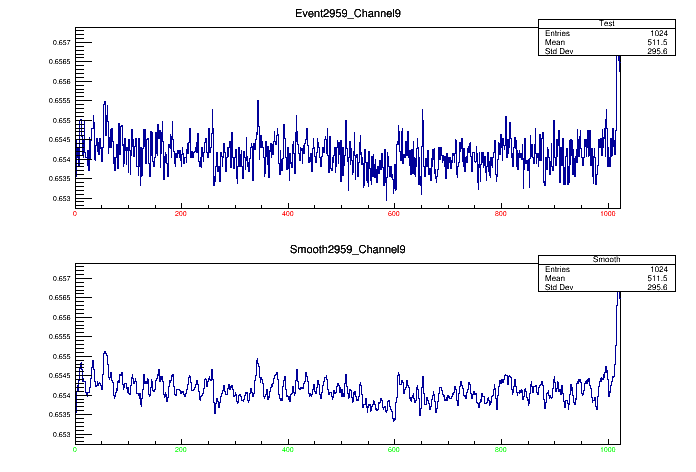 Event2959_Channel9
Test
Entries 1024
Mean 511.5
Std Dev 295.6
0.657
0.6565
0.656
0.6555
0.655
0.6545
0.654
0.6535
0.653
0 200 400 600 800 1000
Smooth2959_Channel9
Smooth
Entries 1024
Mean 511.5
Std Dev 295.6
0.657
0.6565
0.656
0.6555
0.655
0.6545
0.654
0.6535
0.653
0 200 400 600 800 1000